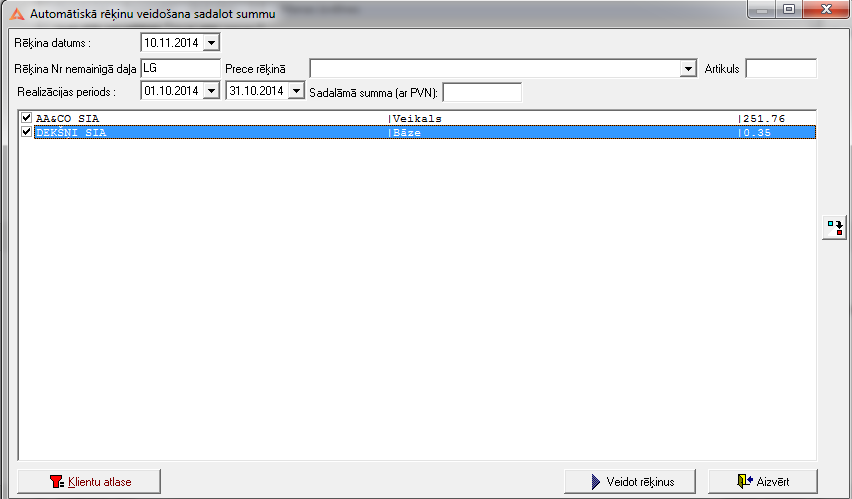 Automātiskā rēķinu veidošana sadalot summu
Rēķina datums : 10.11.2014
Rēķina Nr nemainīgā daļa LG Prece rēķinā Artikuls
Realizācijas periods : 01.10.2014 31.10.2014 Sadalāmā summa (ar PVN):
AA&CO SIA |Veikals |251.76
DEKŠŅI SIA |Bāze |0.35
Klientu atlase Veidot rēķinus Aizvērt